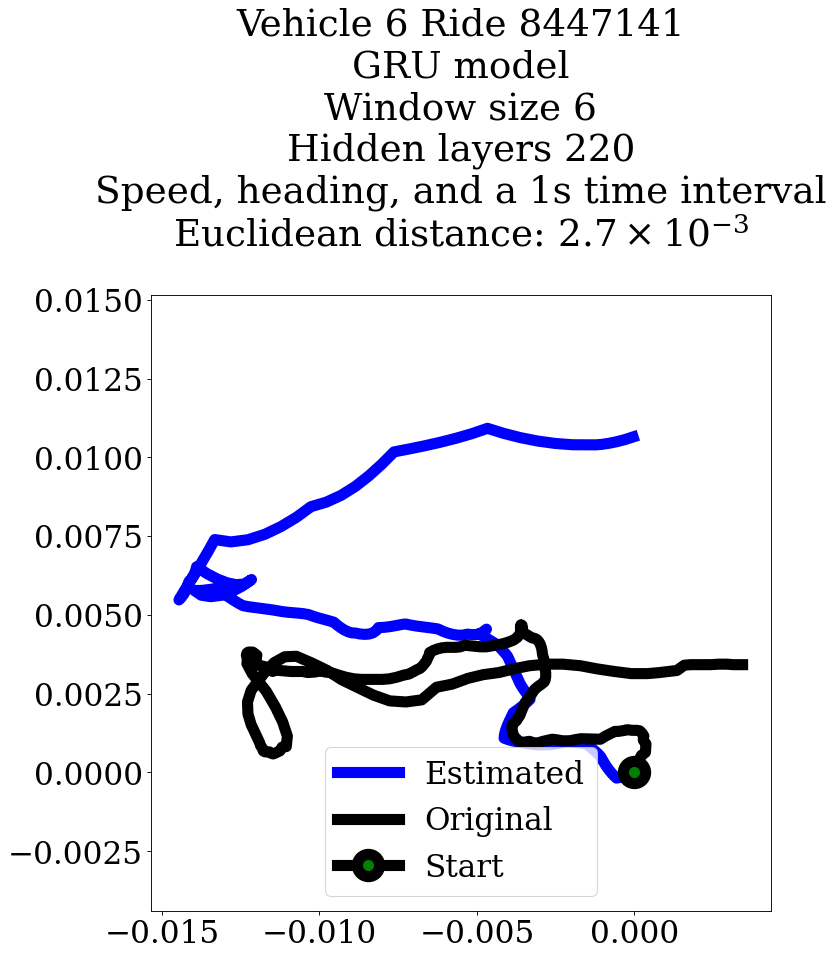 Vehicle 6 Ride 8447141
GRU model
Window size 6
Hidden layers 220
Speed, heading, and a 1s time interval
Euclidean distance: 2.7 × 10⁻³
0.0150
0.0125
0.0100
0.0075
0.0050
0.0025
0.0000
−0.0025
Estimated
Original
Start
−0.015 −0.010 −0.005 0.000